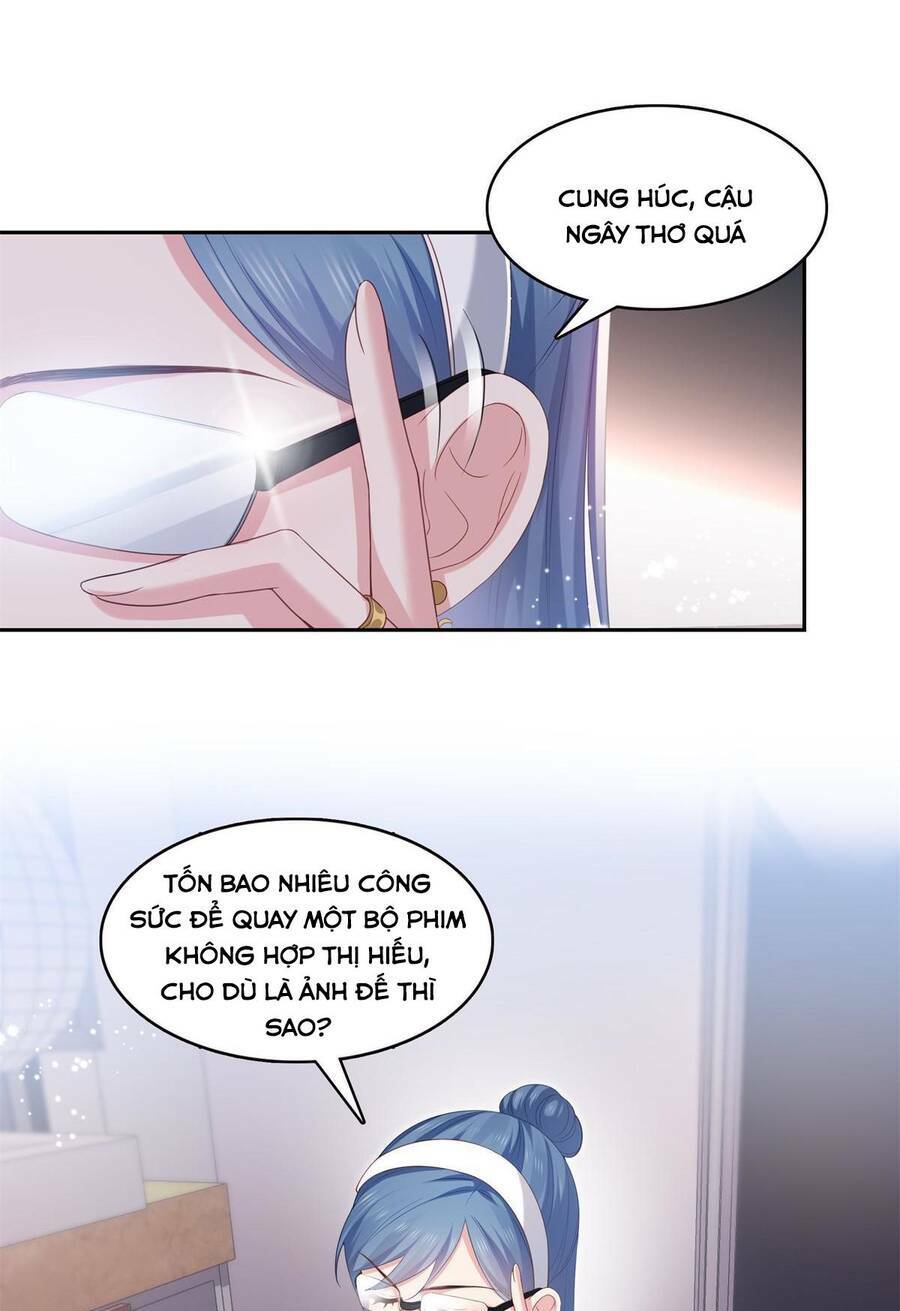 CUNG HÚC, CẬU
NGÂY THƠ QUÁ
TỐN BAO NHIÊU CÔNG
SỨC ĐỂ QUAY MỘT BỘ PHIM
KHÔNG HỢP THỊ HIẾU,
CHO DÙ LÀ ẢNH ĐẾ THÌ
SAO?